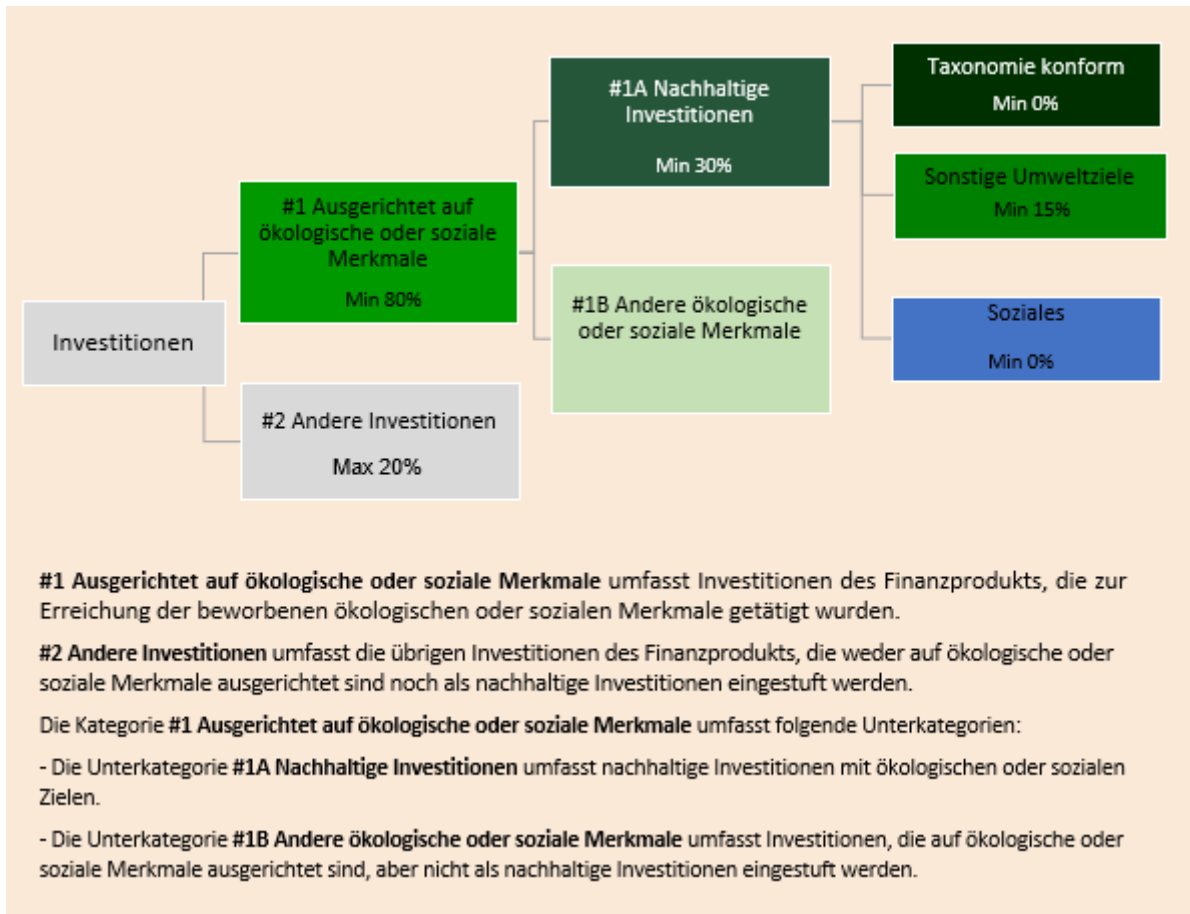 Investitionen
#1 Ausgerichtet auf
ökologische oder soziale
Merkmale
Min 80%
#2 Andere Investitionen
Max 20%
#1A Nachhaltige
Investitionen
Min 30%
#1B Andere ökologische
oder soziale Merkmale
Taxonomie konform
Min 0%
Sonstige Umweltziele
Min 15%
Soziales
Min 0%
#1 Ausgerichtet auf ökologische oder soziale Merkmale umfasst Investitionen des Finanzprodukts, die zur
Erreichung der beworbenen ökologischen oder sozialen Merkmale getätigt wurden.
#2 Andere Investitionen umfasst die übrigen Investitionen des Finanzprodukts, die weder auf ökologische oder
soziale Merkmale ausgerichtet sind noch als nachhaltige Investitionen eingestuft werden.
Die Kategorie #1 Ausgerichtet auf ökologische oder soziale Merkmale umfasst folgende Unterkategorien:
- Die Unterkategorie #1A Nachhaltige Investitionen umfasst nachhaltige Investitionen mit ökologischen oder sozialen
Zielen.
- Die Unterkategorie #1B Andere ökologische oder soziale Merkmale umfasst Investitionen, die auf ökologische oder
soziale Merkmale ausgerichtet sind, aber nicht als nachhaltige Investitionen eingestuft werden.